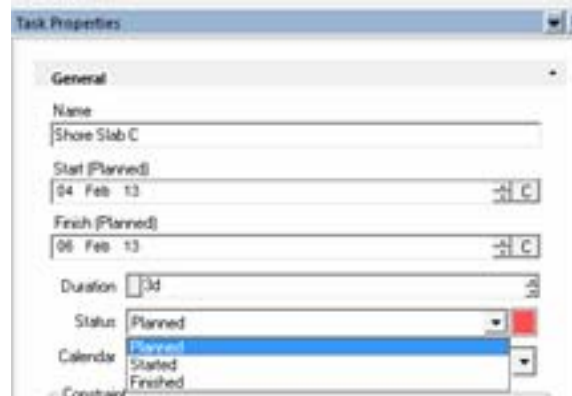 Task Properties
General
Name
Shore Slab C
Start (Planned)
04 Feb 13
C
Finish (Planned)
06 Feb 13
C
Duration 3d
Status Planned
Planned
Calendar
Started
Finished
Constraint